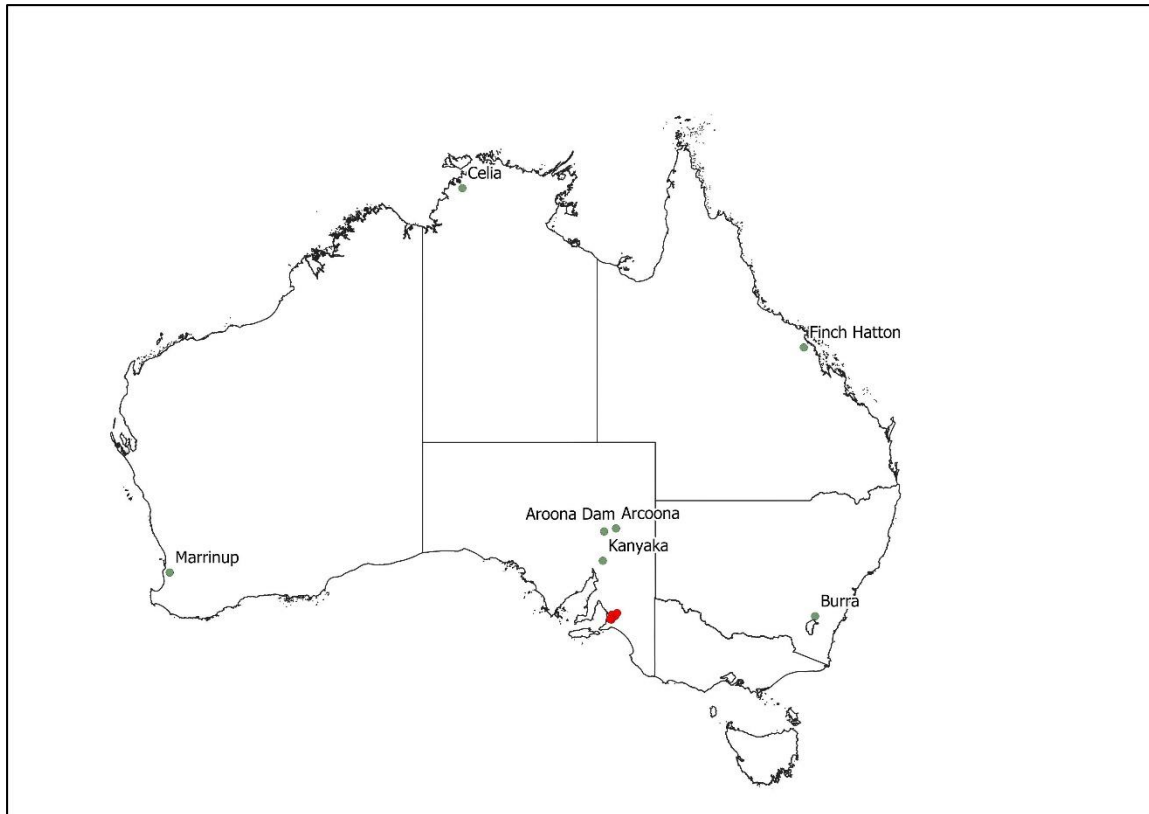 Celia
Finch Hatton
Aroona Dam
Arcoona
Kanyaka
Marrinup
Burra